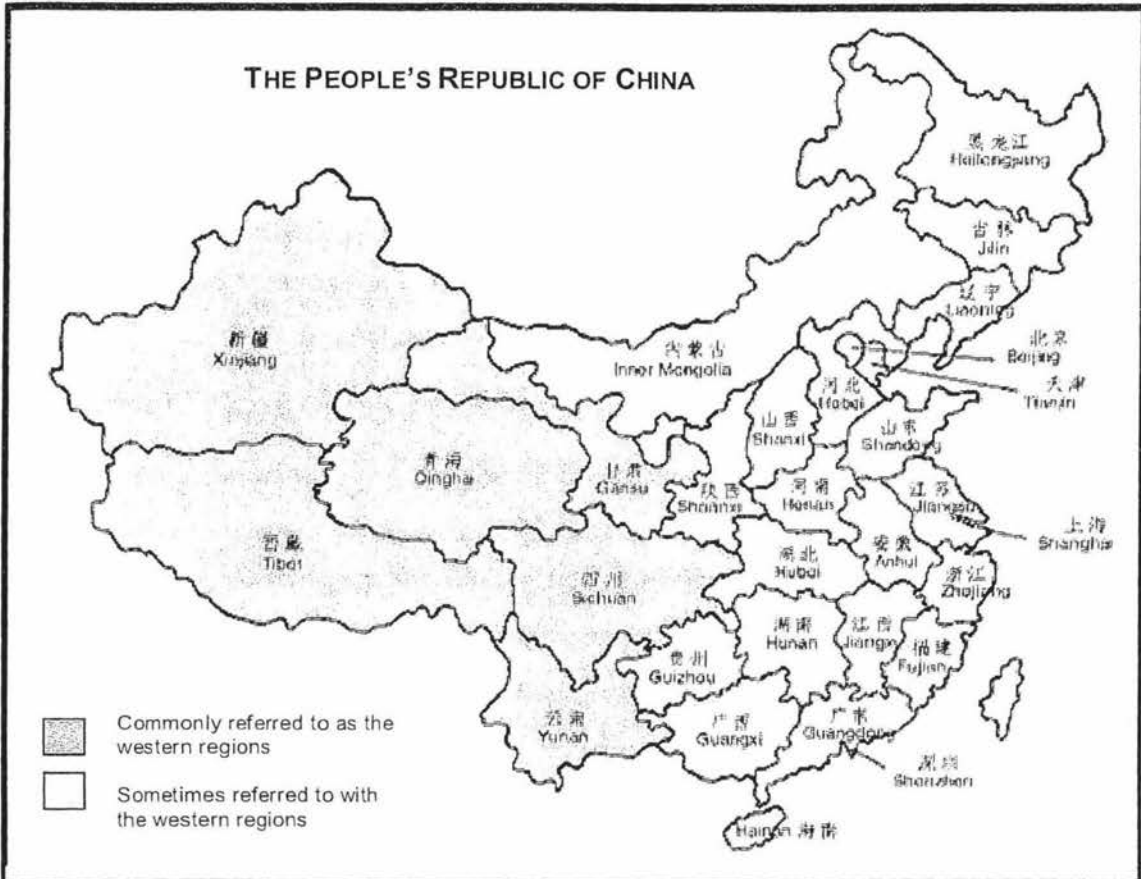 THE PEOPLE'S REPUBLIC OF CHINA
黑龙江
Heilongjiang
吉林
Jilin
辽宁
Liaoning
北京
Beijing
天津
Tianjin
新疆
Xinjiang
内蒙古
Inner Mongolia
河北
Hebei
山西
Shanxi
山东
Shandong
青海
Qinghai
甘肃
Gansu
陕西
Shaanxi
河南
Henan
江苏
Jiangsu
上海
Shanghai
西藏
Tibet
四川
Sichuan
湖北
Hubei
安徽
Anhui
浙江
Zhejiang
湖南
Hunan
江西
Jiangxi
福建
Fujian
贵州
Guizhou
云南
Yunan
广西
Guangxi
广东
Guangdong
深圳
Shenzhen
Hainan 海南
Commonly referred to as the
western regions
Sometimes referred to with
the western regions